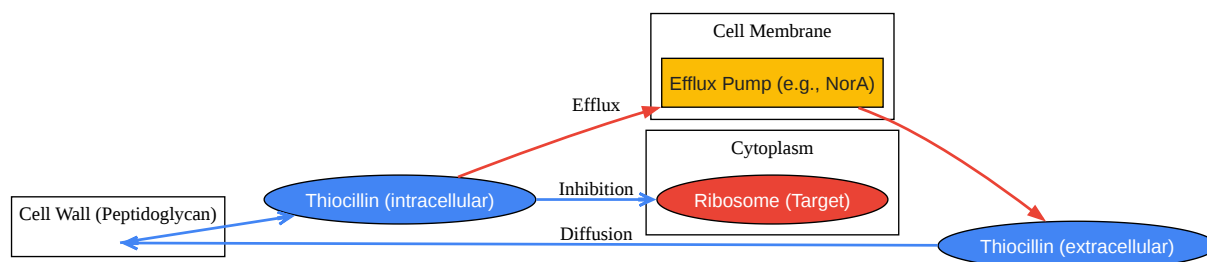 Cell Membrane
Efflux Pump (e.g., NorA)
Efflux
Cytoplasm
Thiocillin (intracellular)
Inhibition
Ribosome (Target)
Cell Wall (Peptidoglycan)
Diffusion
Thiocillin (extracellular)